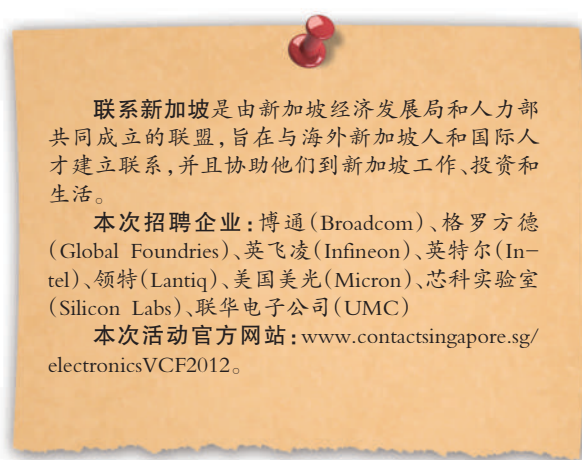 联系新加坡是由新加坡经济发展局和人力部
共同成立的联盟，旨在与海外新加坡人和国际人
才建立联系，并且协助他们到新加坡工作、投资和
生活。
本次招聘企业：博通(Broadcom)、格罗方德
(Global Foundries)、英飞凌(Infineon)、英特尔(In-
tel)、领特(Lantiq)、美国美光(Micron)、芯科实验室
(Silicon Labs)、联华电子公司(UMC)
本次活动官方网站：www.contactsingapore.sg/
electronicsVCF2012。